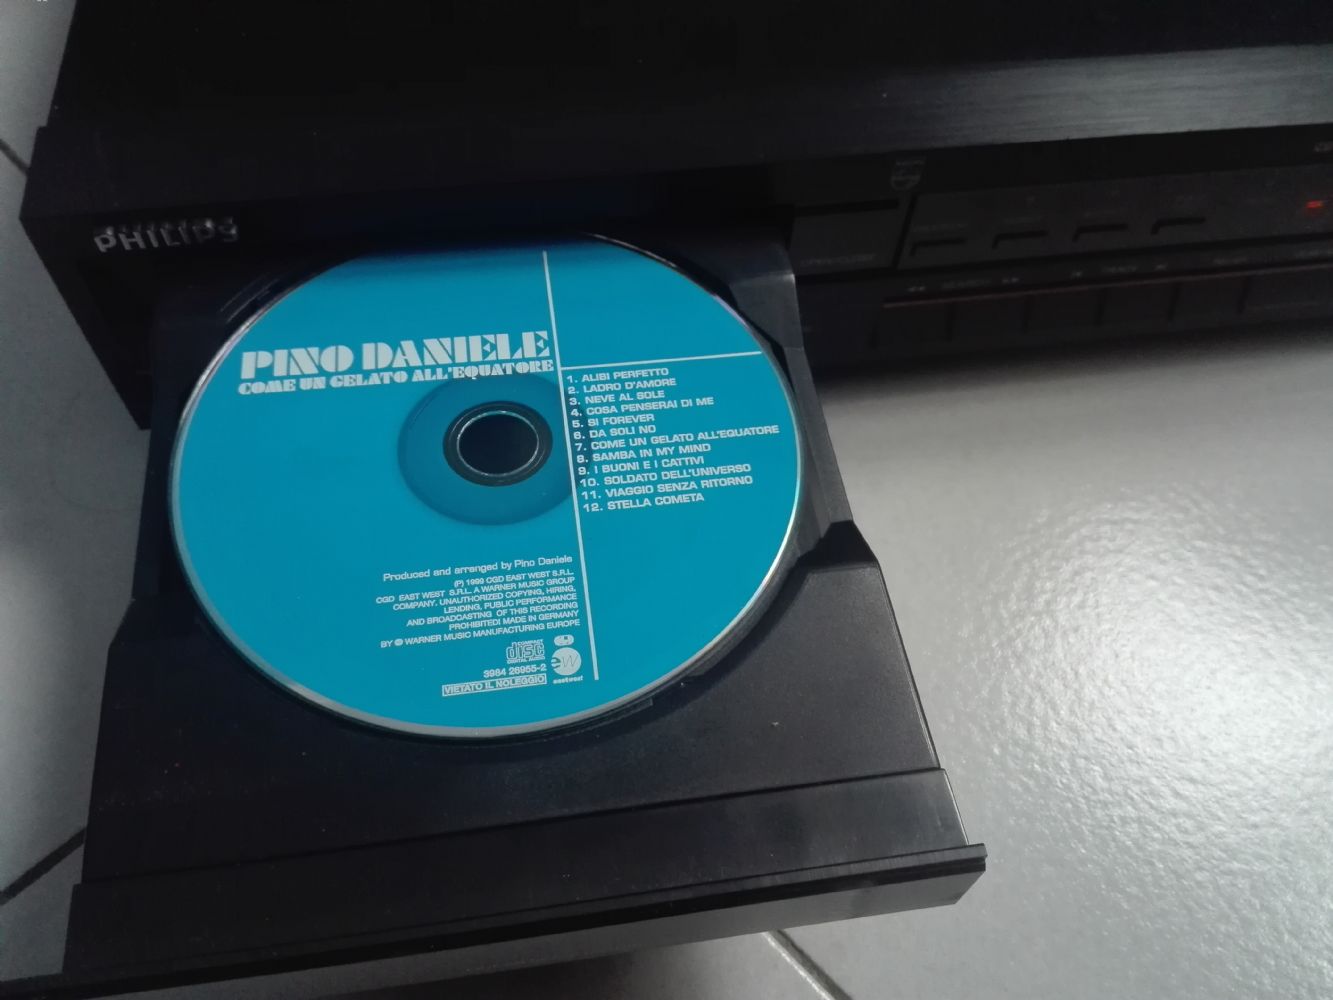 PHILIPS
PINO DANIELE
COME UN GELATO ALL'EQUATORE
1. ALIBI PERFETTO
2. LADRO D'AMORE
3. NEVE AL SOLE
4. COSA PENSERAI DI ME
5. SI FOREVER
6. DA SOLI NO
7. COME UN GELATO ALL'EQUATORE
8. SAMBA IN MY MIND
9. I BUONI E I CATTIVI
10. SOLDATO DELL'UNIVERSO
11. VIAGGIO SENZA RITORNO
12. STELLA COMETA
Produced and arranged by Pino Daniele
(P) 1999 CGD EAST WEST S.R.L.
CGD EAST WEST S.R.L. A WARNER MUSIC GROUP
COMPANY. UNAUTHORIZED COPYING, HIRING,
LENDING, PUBLIC PERFORMANCE
AND BROADCASTING OF THIS RECORDING
PROHIBITED! MADE IN GERMANY
BY WARNER MUSIC MANUFACTURING EUROPE
COMPACT
disc
DIGITAL AUDIO
ew
eastwest
3984 26955-2
VIETATO IL NOLEGGIO
OPEN/CLOSE
SEARCH